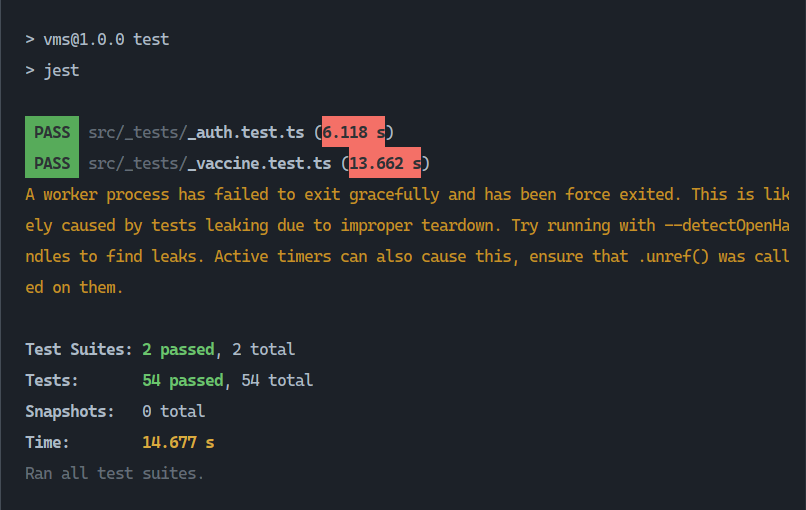 > vms@1.0.0 test
> jest
PASS src/_tests/_auth.test.ts (6.118 s)
PASS src/_tests/_vaccine.test.ts (13.662 s)
A worker process has failed to exit gracefully and has been force exited. This is lik
ely caused by tests leaking due to improper teardown. Try running with --detectOpenHa
ndles to find leaks. Active timers can also cause this, ensure that .unref() was call
ed on them.
Test Suites: 2 passed, 2 total
Tests:       54 passed, 54 total
Snapshots:   0 total
Time:        14.677 s
Ran all test suites.